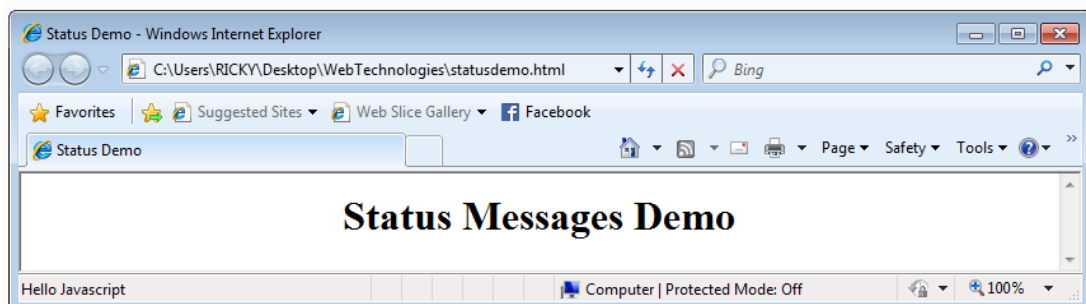 Status Demo - Windows Internet Explorer
C:\Users\RICKY\Desktop\WebTechnologies\statusdemo.html
Bing
Favorites
Suggested Sites
Web Slice Gallery
Facebook
Status Demo
Page
Safety
Tools
Status Messages Demo
Hello Javascript
Computer | Protected Mode: Off
100%